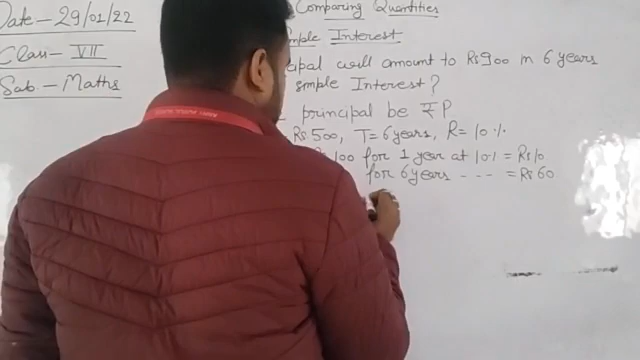 Date - 29/01/22
Class - VII
Sub. - Maths
Comparing Quantities
Interest
will amount to Rs 900 in 6 years
Simple Interest?
principal be ₹ P
Rs 500, T = 6 years, R = 10 %
100 for 1 year at 10% = Rs 10
for 6 years - - - = Rs 60